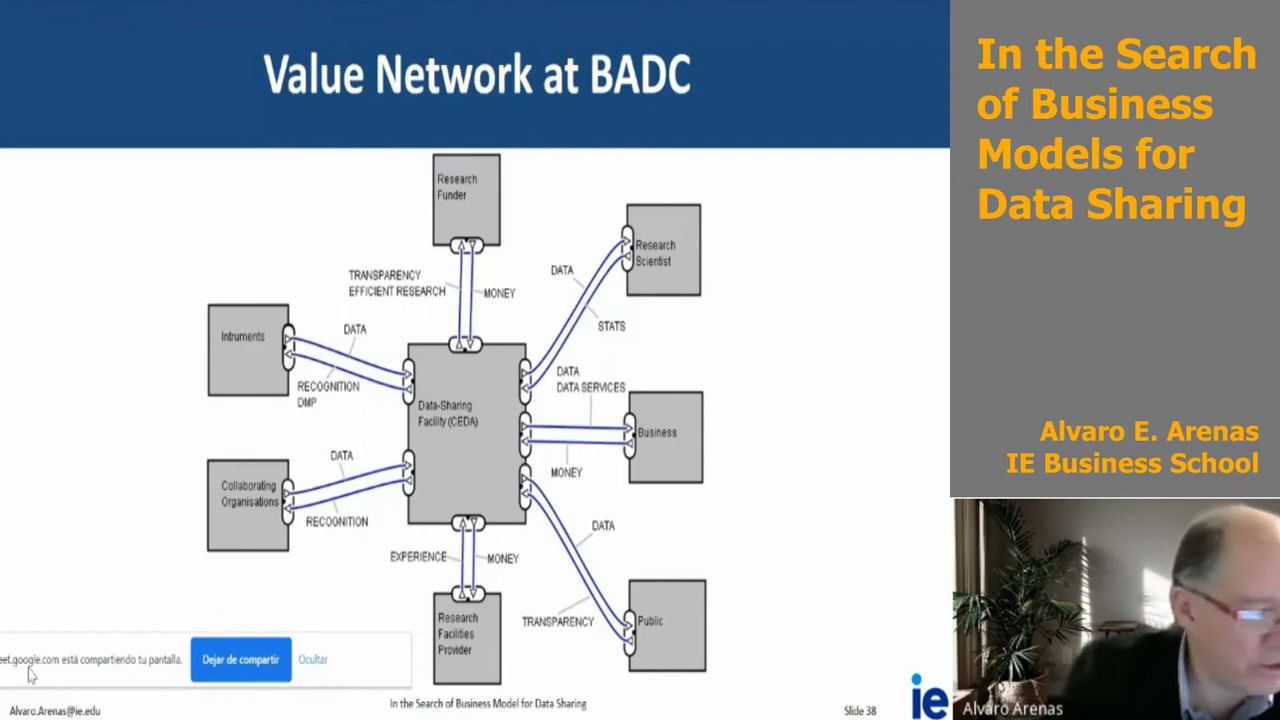 Value Network at BADC
Research
Funder
TRANSPARENCY
EFFICIENT RESEARCH
MONEY
Research
Scientist
DATA
STATS
Intruments
DATA
RECOGNITION
DMP
Data-Sharing
Facility (CEDA)
DATA
DATA SERVICES
Business
MONEY
Collaborating
Organisations
DATA
RECOGNITION
EXPERIENCE
MONEY
Research
Facilities
Provider
DATA
TRANSPARENCY
Public
eet.google.com está compartiendo tu pantalla.
Dejar de compartir
Ocultar
Alvaro.Arenas@ie.edu
In the Search of Business Model for Data Sharing
Slide 38
ie
In the Search
of Business
Models for
Data Sharing
Alvaro E. Arenas
IE Business School
Alvaro Arenas